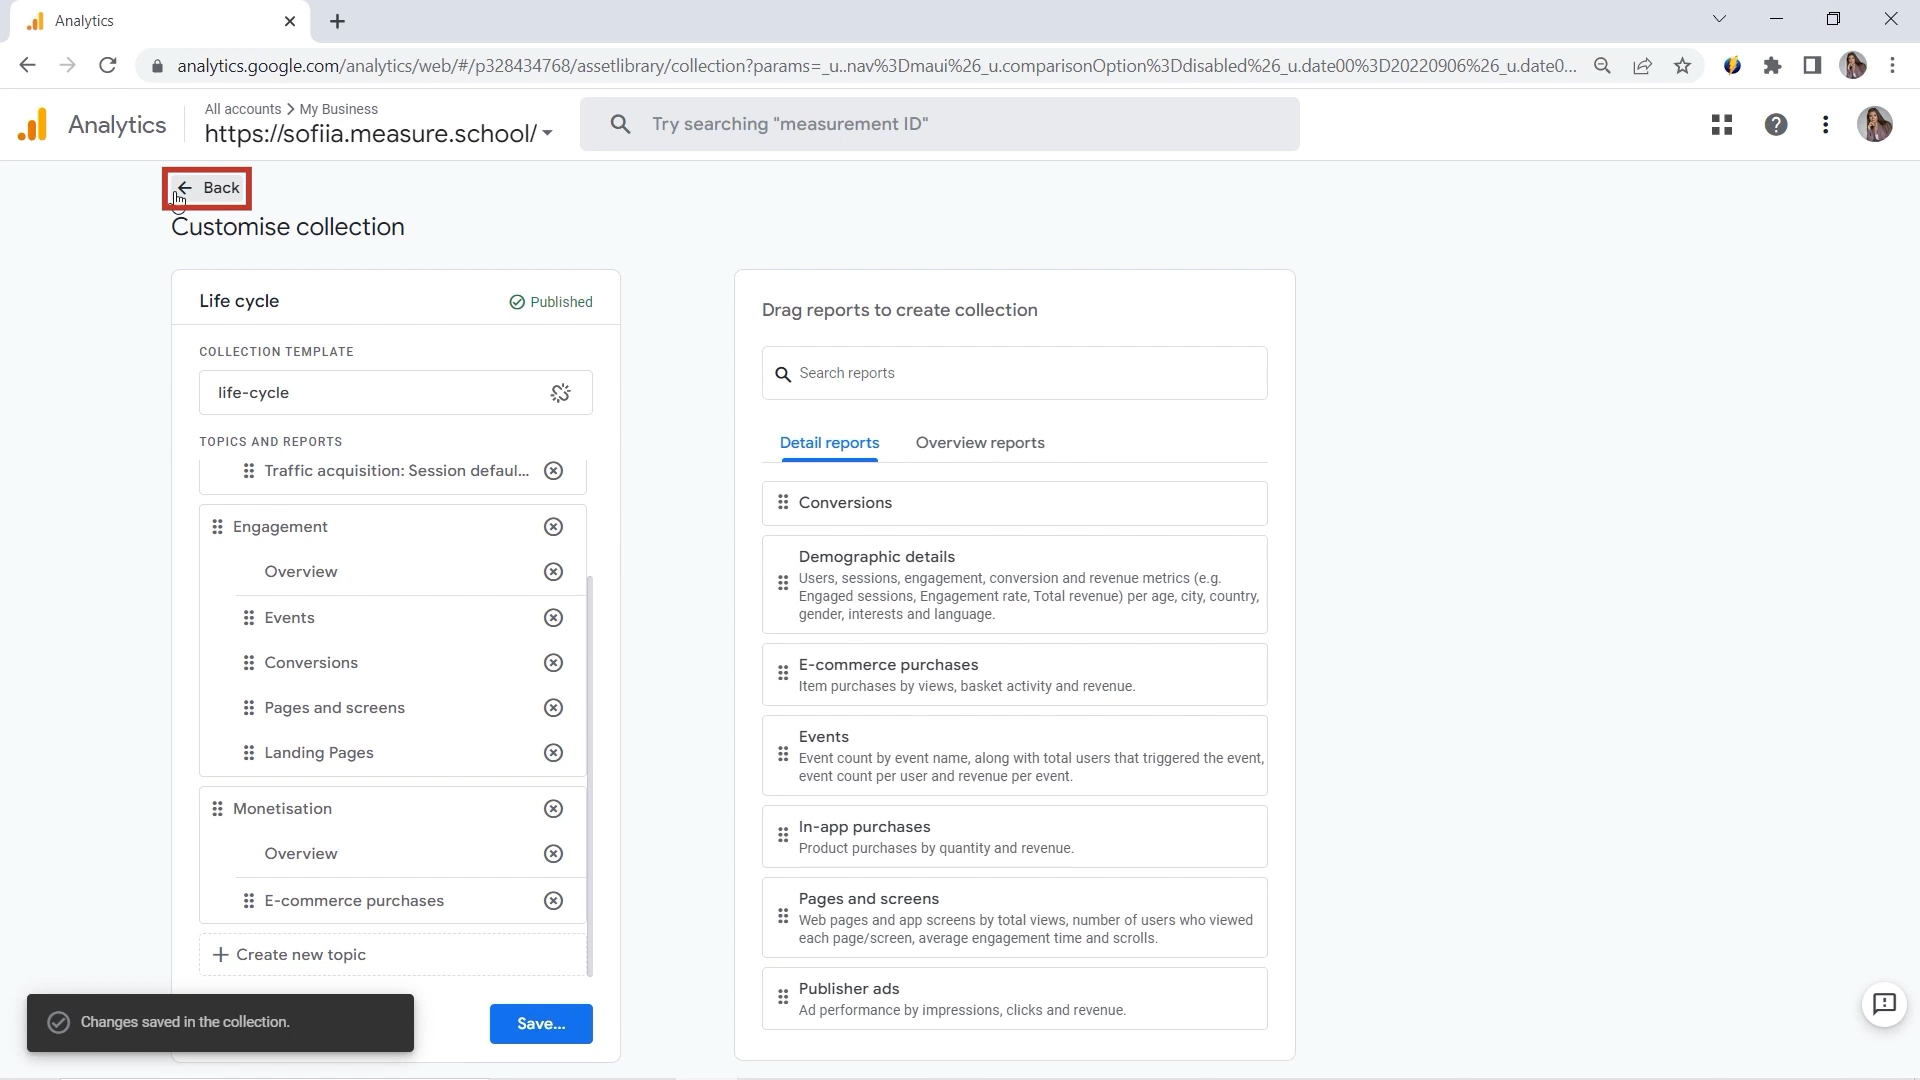 Analytics
analytics.google.com/analytics/web/#/p328434768/assetlibrary/collection?params=_u..nav%3Dmaui%26_u.comparisonOption%3Ddisabled%26_u.date00%3D20220906%26_u.date0...
Analytics
All accounts > My Business
https://sofiia.measure.school/
Try searching "measurement ID"
Back
Customise collection
Life cycle
Published
COLLECTION TEMPLATE
life-cycle
TOPICS AND REPORTS
Traffic acquisition: Session defaul...
Engagement
Overview
Events
Conversions
Pages and screens
Landing Pages
Monetisation
Overview
E-commerce purchases
+ Create new topic
Changes saved in the collection.
Save...
Drag reports to create collection
Search reports
Detail reports
Overview reports
Conversions
Demographic details
Users, sessions, engagement, conversion and revenue metrics (e.g.
Engaged sessions, Engagement rate, Total revenue) per age, city, country,
gender, interests and language.
E-commerce purchases
Item purchases by views, basket activity and revenue.
Events
Event count by event name, along with total users that triggered the event,
event count per user and revenue per event.
In-app purchases
Product purchases by quantity and revenue.
Pages and screens
Web pages and app screens by total views, number of users who viewed
each page/screen, average engagement time and scrolls.
Publisher ads
Ad performance by impressions, clicks and revenue.